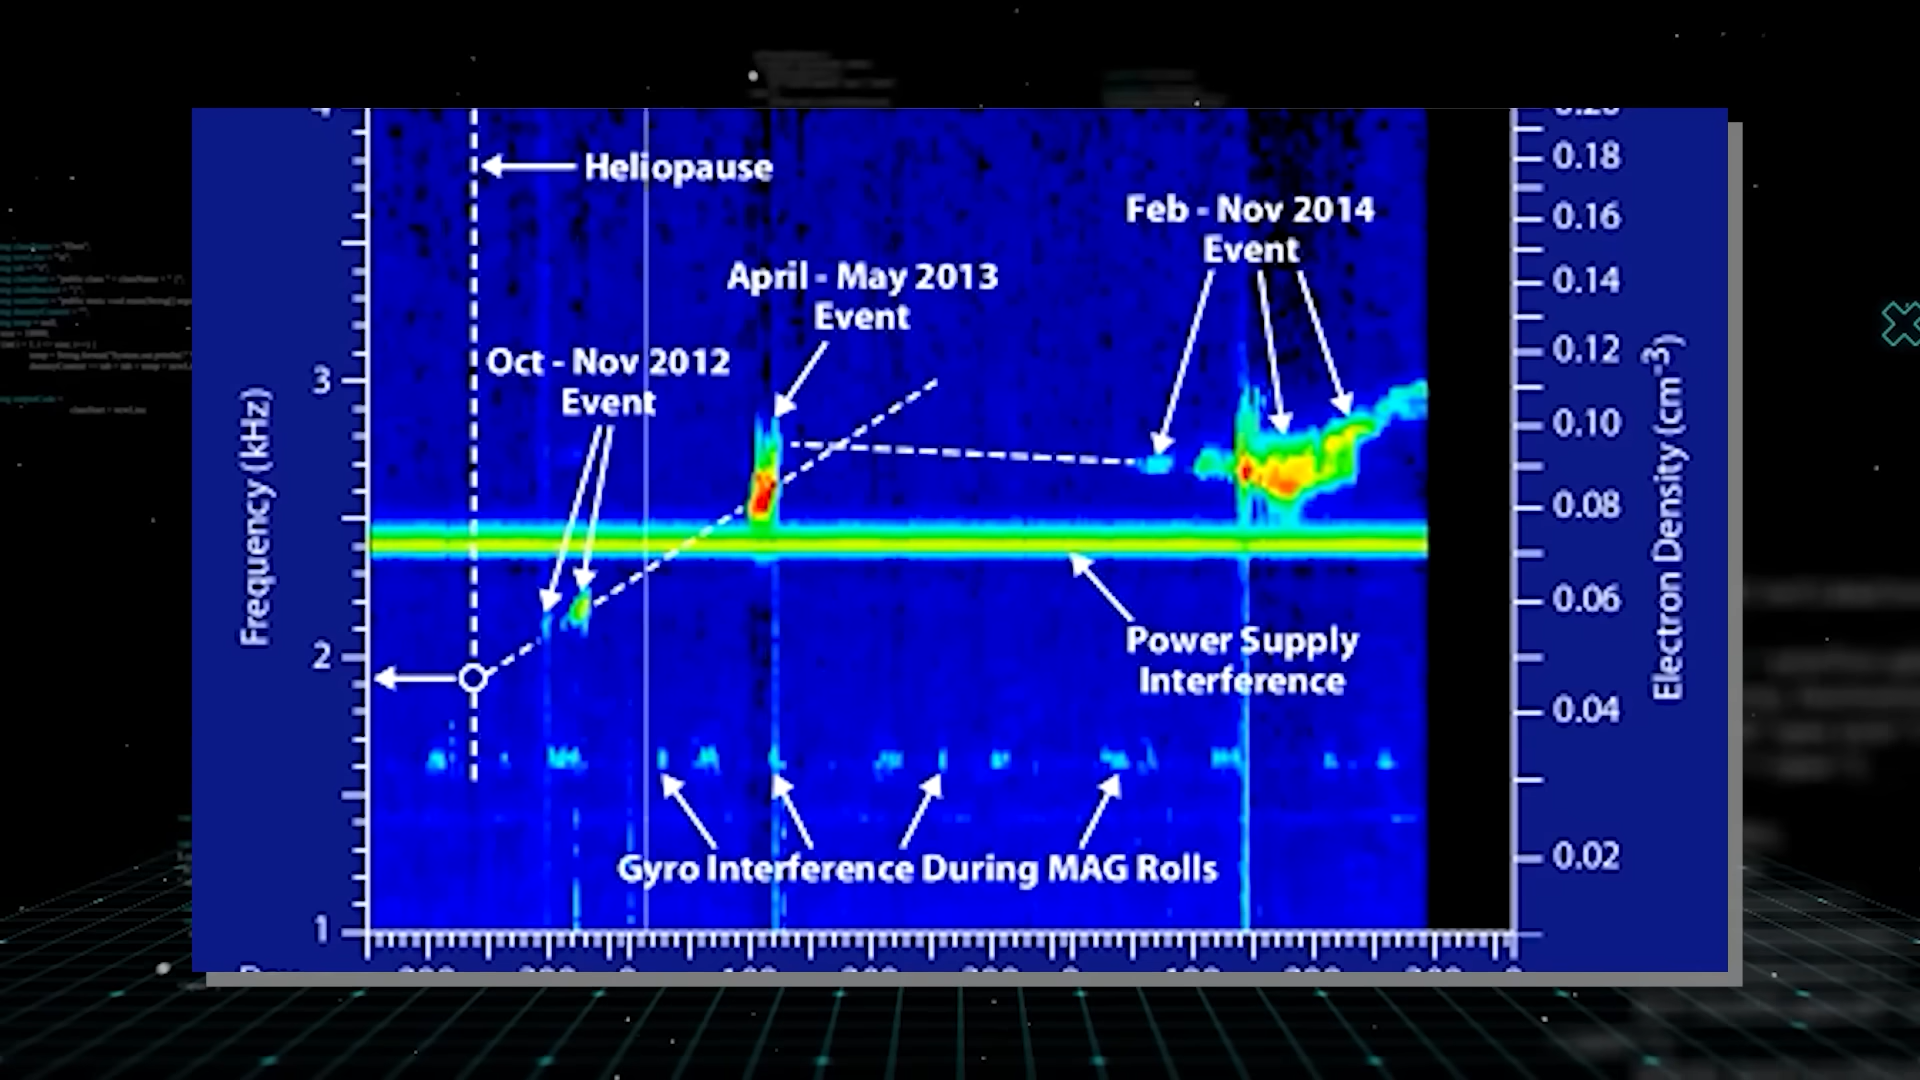 Heliopause
Feb - Nov 2014
Event
April - May 2013
Event
Oct - Nov 2012
Event
Power Supply
Interference
Gyro Interference During MAG Rolls
Frequency (kHz)
3
2
1
0.18
0.16
0.14
0.12
0.10
0.08
0.06
0.04
0.02
Electron Density (cm⁻³)